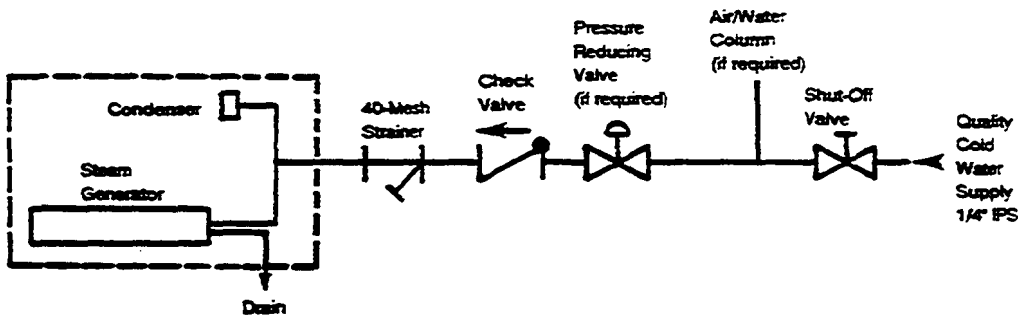 Condenser
Steam
Generator
Drain
40-Mesh
Strainer
Check
Valve
Pressure
Reducing
Valve
(if required)
Air/Water
Column
(if required)
Shut-Off
Valve
Quality
Cold
Water
Supply
1/4" IPS